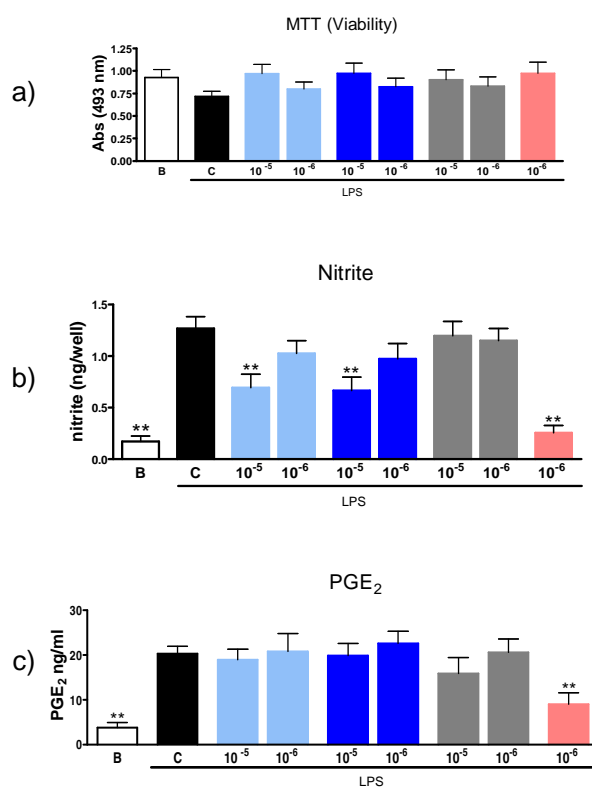 MTT (Viability)
a)
Abs (493 nm)
1.25
1.00
0.75
0.50
0.25
0.00
B C 10⁻⁵ 10⁻⁶ 10⁻⁵ 10⁻⁶ 10⁻⁵ 10⁻⁶ 10⁻⁶
LPS
Nitrite
b)
nitrite (ng/well)
1.5
1.0
0.5
0.0
** ** ** **
B C 10⁻⁵ 10⁻⁶ 10⁻⁵ 10⁻⁶ 10⁻⁵ 10⁻⁶ 10⁻⁶
LPS
PGE₂
c)
PGE₂ ng/ml
30
20
10
0
** **
B C 10⁻⁵ 10⁻⁶ 10⁻⁵ 10⁻⁶ 10⁻⁵ 10⁻⁶ 10⁻⁶
LPS